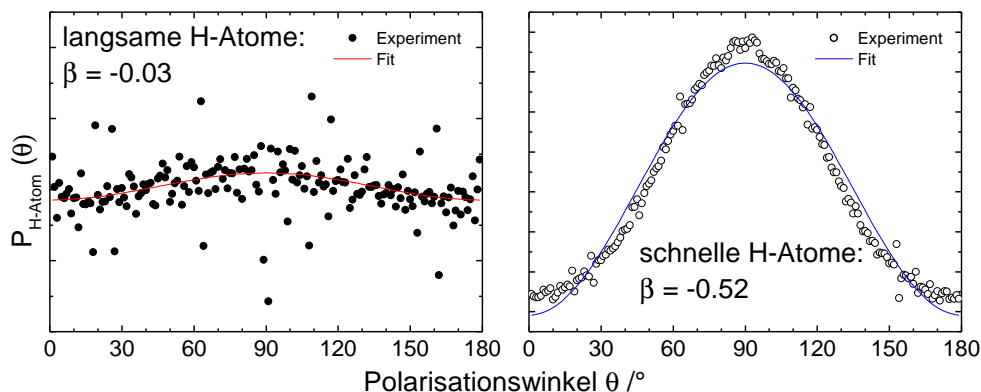 langsame H-Atome:
β = -0.03
Experiment
Fit
Experiment
Fit
schnelle H-Atome:
β = -0.52
P H-Atom (θ)
0 30 60 90 120 150 180
0 30 60 90 120 150 180
Polarisationswinkel θ /°